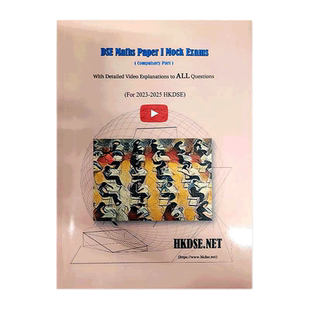 DSE Maths Paper 1 Mock Exams
( Compulsory Part )
With Detailed Video Explanations to ALL Questions
(For 2023-2025 HKDSE)
HKDSE.NET
(https://www.hkdse.net)